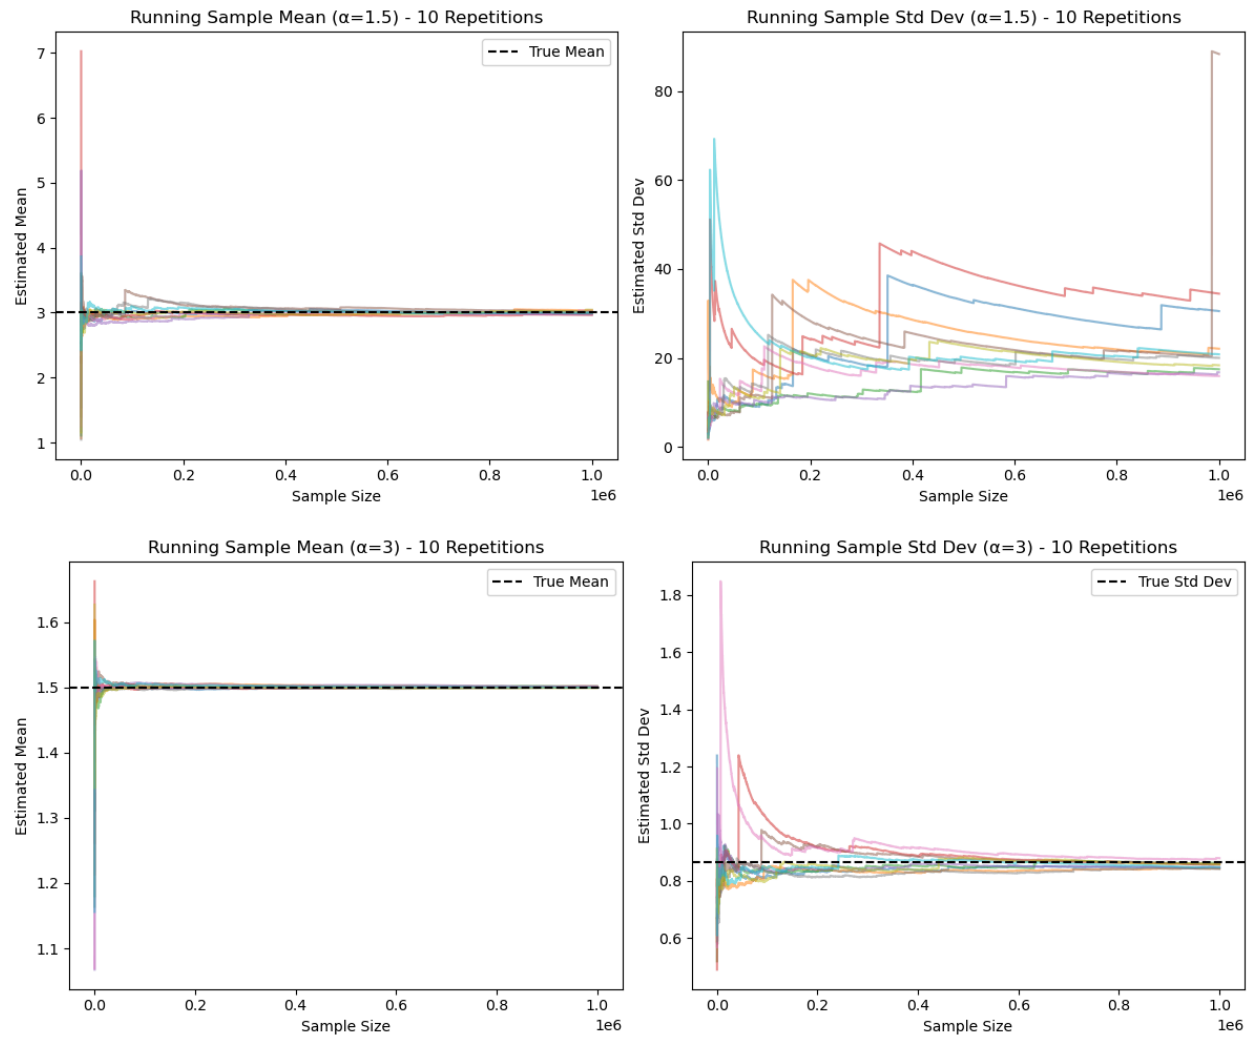 Running Sample Mean (α=1.5) - 10 Repetitions
True Mean
Estimated Mean
7
6
5
4
3
2
1
0.0 0.2 0.4 0.6 0.8 1.0
1e6
Sample Size
Running Sample Std Dev (α=1.5) - 10 Repetitions
Estimated Std Dev
80
60
40
20
0
0.0 0.2 0.4 0.6 0.8 1.0
1e6
Sample Size
Running Sample Mean (α=3) - 10 Repetitions
True Mean
Estimated Mean
1.6
1.5
1.4
1.3
1.2
1.1
0.0 0.2 0.4 0.6 0.8 1.0
1e6
Sample Size
Running Sample Std Dev (α=3) - 10 Repetitions
True Std Dev
Estimated Std Dev
1.8
1.6
1.4
1.2
1.0
0.8
0.6
0.0 0.2 0.4 0.6 0.8 1.0
1e6
Sample Size